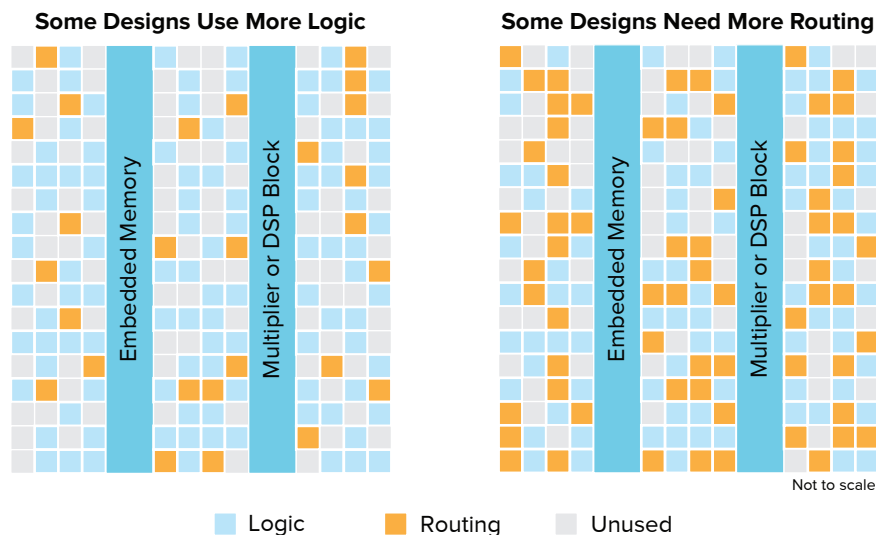 Some Designs Use More Logic
Some Designs Need More Routing
Embedded Memory
Multiplier or DSP Block
Embedded Memory
Multiplier or DSP Block
Not to scale
Logic
Routing
Unused